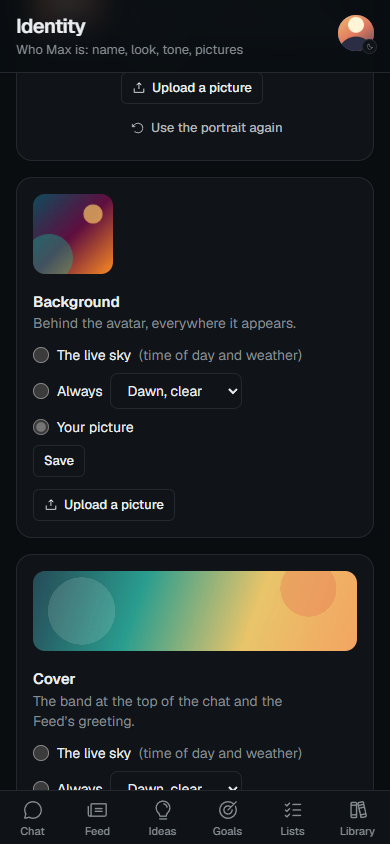 Identity
Who Max is: name, look, tone, pictures
Upload a picture
Use the portrait again
Background
Behind the avatar, everywhere it appears.
The live sky (time of day and weather)
Always Dawn, clear
Your picture
Save
Upload a picture
Cover
The band at the top of the chat and the
Feed's greeting.
The live sky (time of day and weather)
Always Dawn, clear
Chat Feed Ideas Goals Lists Library